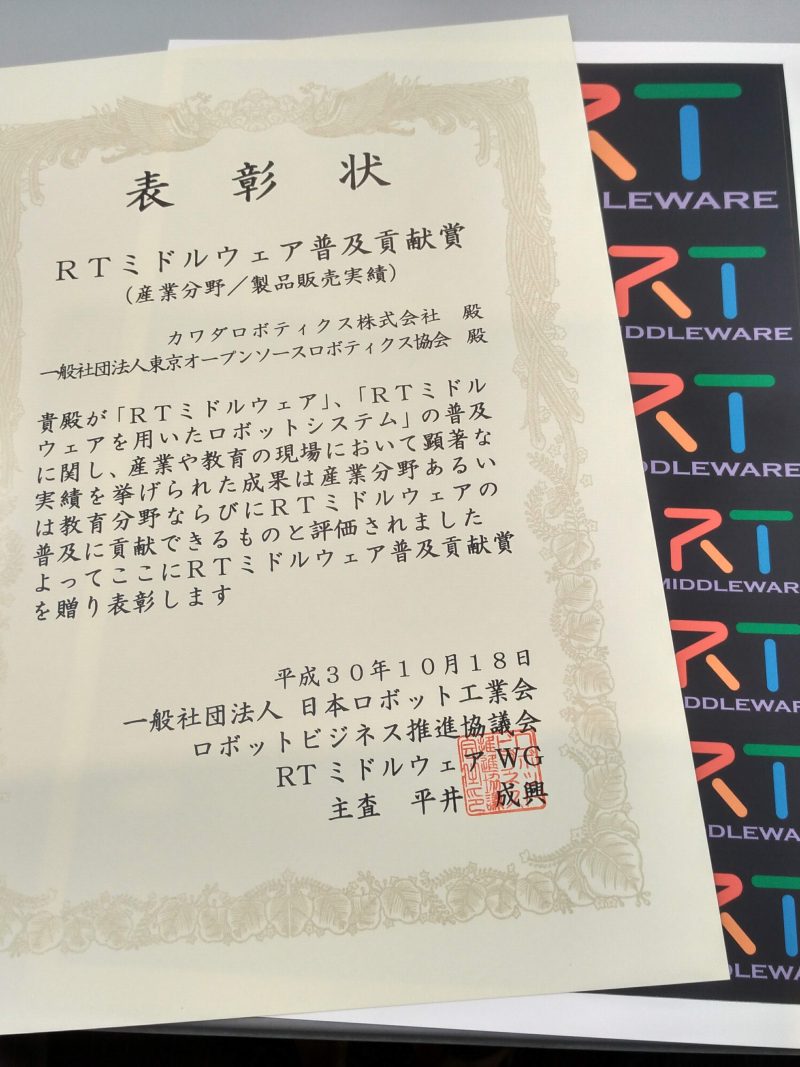 表彰状
RTミドルウェア普及貢献賞
(産業分野／製品販売実績)
カワダロボティクス株式会社 殿
一般社団法人東京オープンソースロボティクス協会 殿
貴殿が「RTミドルウェア」、「RTミドル
ウェアを用いたロボットシステム」の普及
に関し、産業や教育の現場において顕著な
実績を挙げられた成果は産業分野あるい
は教育分野ならびにRTミドルウェアの
普及に貢献できるものと評価されました
よってここにRTミドルウェア普及貢献賞
を贈り表彰します
平成30年10月18日
一般社団法人 日本ロボット工業会
ロボットビジネス推進協議会
RTミドルウェアWG
主査 平井 成興
RT
DLEWARE
RT
MIDDLEWARE
RT
DDLEWARE
RT
MIDDLEWARE
RT
MIDDLEWARE
RT
DDLEWA
RT
DLEWA